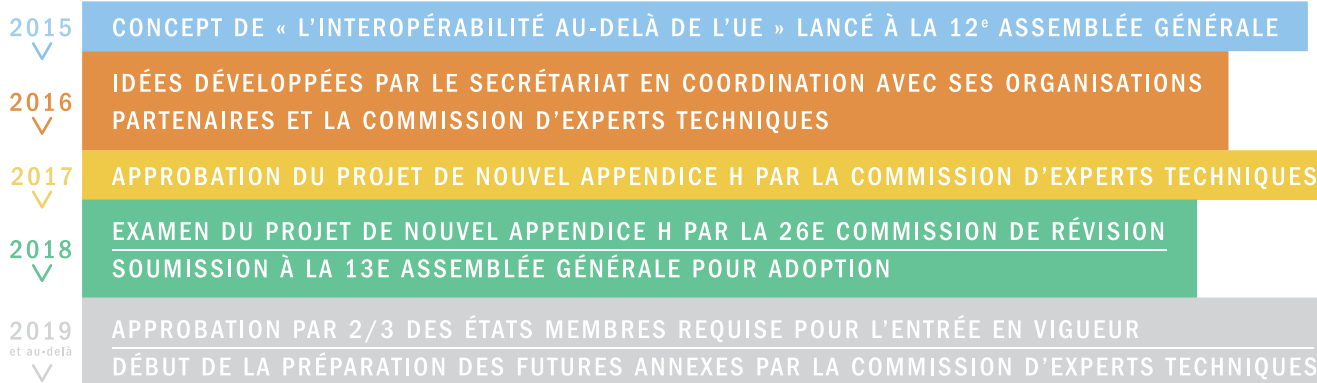 2015
CONCEPT DE « L'INTEROPÉRABILITÉ AU-DELÀ DE L'UE » LANCÉ À LA 12e ASSEMBLÉE GÉNÉRALE
2016
IDÉES DÉVELOPPÉES PAR LE SECRÉTARIAT EN COORDINATION AVEC SES ORGANISATIONS
PARTENAIRES ET LA COMMISSION D'EXPERTS TECHNIQUES
2017
APPROBATION DU PROJET DE NOUVEL APPENDICE H PAR LA COMMISSION D'EXPERTS TECHNIQUES
2018
EXAMEN DU PROJET DE NOUVEL APPENDICE H PAR LA 26E COMMISSION DE RÉVISION
SOUMISSION À LA 13E ASSEMBLÉE GÉNÉRALE POUR ADOPTION
2019
et au-delà
APPROBATION PAR 2/3 DES ÉTATS MEMBRES REQUISE POUR L'ENTRÉE EN VIGUEUR
DÉBUT DE LA PRÉPARATION DES FUTURES ANNEXES PAR LA COMMISSION D'EXPERTS TECHNIQUES